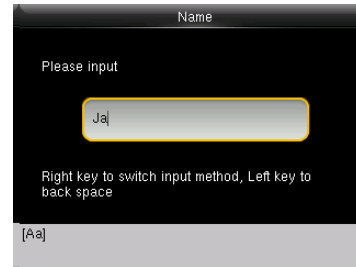 Name
Please input
Ja
Right key to switch input method, Left key to
back space
[Aa]